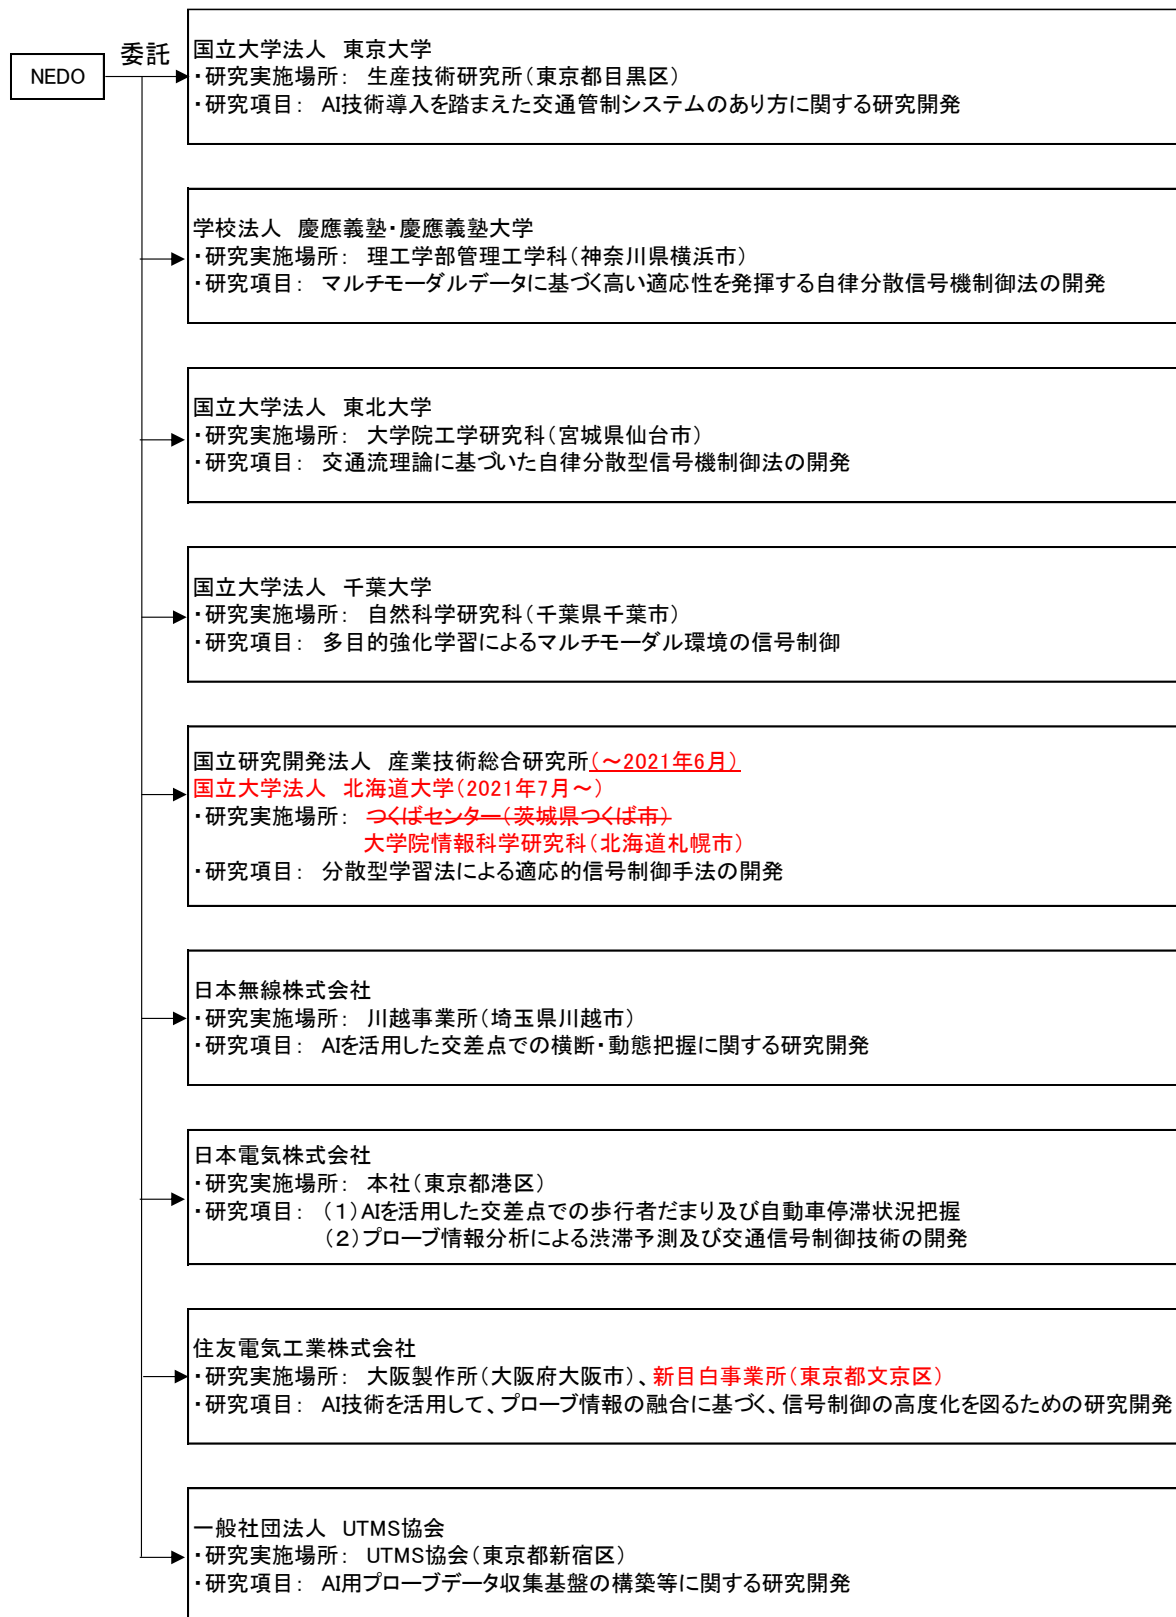 NEDO
委託
国立大学法人　東京大学
・研究実施場所：　生産技術研究所（東京都目黒区）
・研究項目：　AI技術導入を踏まえた交通管制システムのあり方に関する研究開発
学校法人　慶應義塾・慶應義塾大学
・研究実施場所：　理工学部管理工学科（神奈川県横浜市）
・研究項目：　マルチモーダルデータに基づく高い適応性を発揮する自律分散信号機制御法の開発
国立大学法人　東北大学
・研究実施場所：　大学院工学研究科（宮城県仙台市）
・研究項目：　交通流理論に基づいた自律分散型信号機制御法の開発
国立大学法人　千葉大学
・研究実施場所：　自然科学研究科（千葉県千葉市）
・研究項目：　多目的強化学習によるマルチモーダル環境の信号制御
国立研究開発法人　産業技術総合研究所（～2021年6月）
国立大学法人　北海道大学（2021年7月～）
・研究実施場所：　つくばセンター（茨城県つくば市）
大学院情報科学研究科（北海道札幌市）
・研究項目：　分散型学習法による適応的信号制御手法の開発
日本無線株式会社
・研究実施場所：　川越事業所（埼玉県川越市）
・研究項目：　AIを活用した交差点での横断・動態把握に関する研究開発
日本電気株式会社
・研究実施場所：　本社（東京都港区）
・研究項目：　（１）AIを活用した交差点での歩行者だまり及び自動車停滞状況把握
（２）プローブ情報分析による渋滞予測及び交通信号制御技術の開発
住友電気工業株式会社
・研究実施場所：　大阪製作所（大阪府大阪市）、新目白事業所（東京都文京区）
・研究項目：　AI技術を活用して、プローブ情報の融合に基づく、信号制御の高度化を図るための研究開発
一般社団法人　UTMS協会
・研究実施場所：　UTMS協会（東京都新宿区）
・研究項目：　AI用プローブデータ収集基盤の構築等に関する研究開発